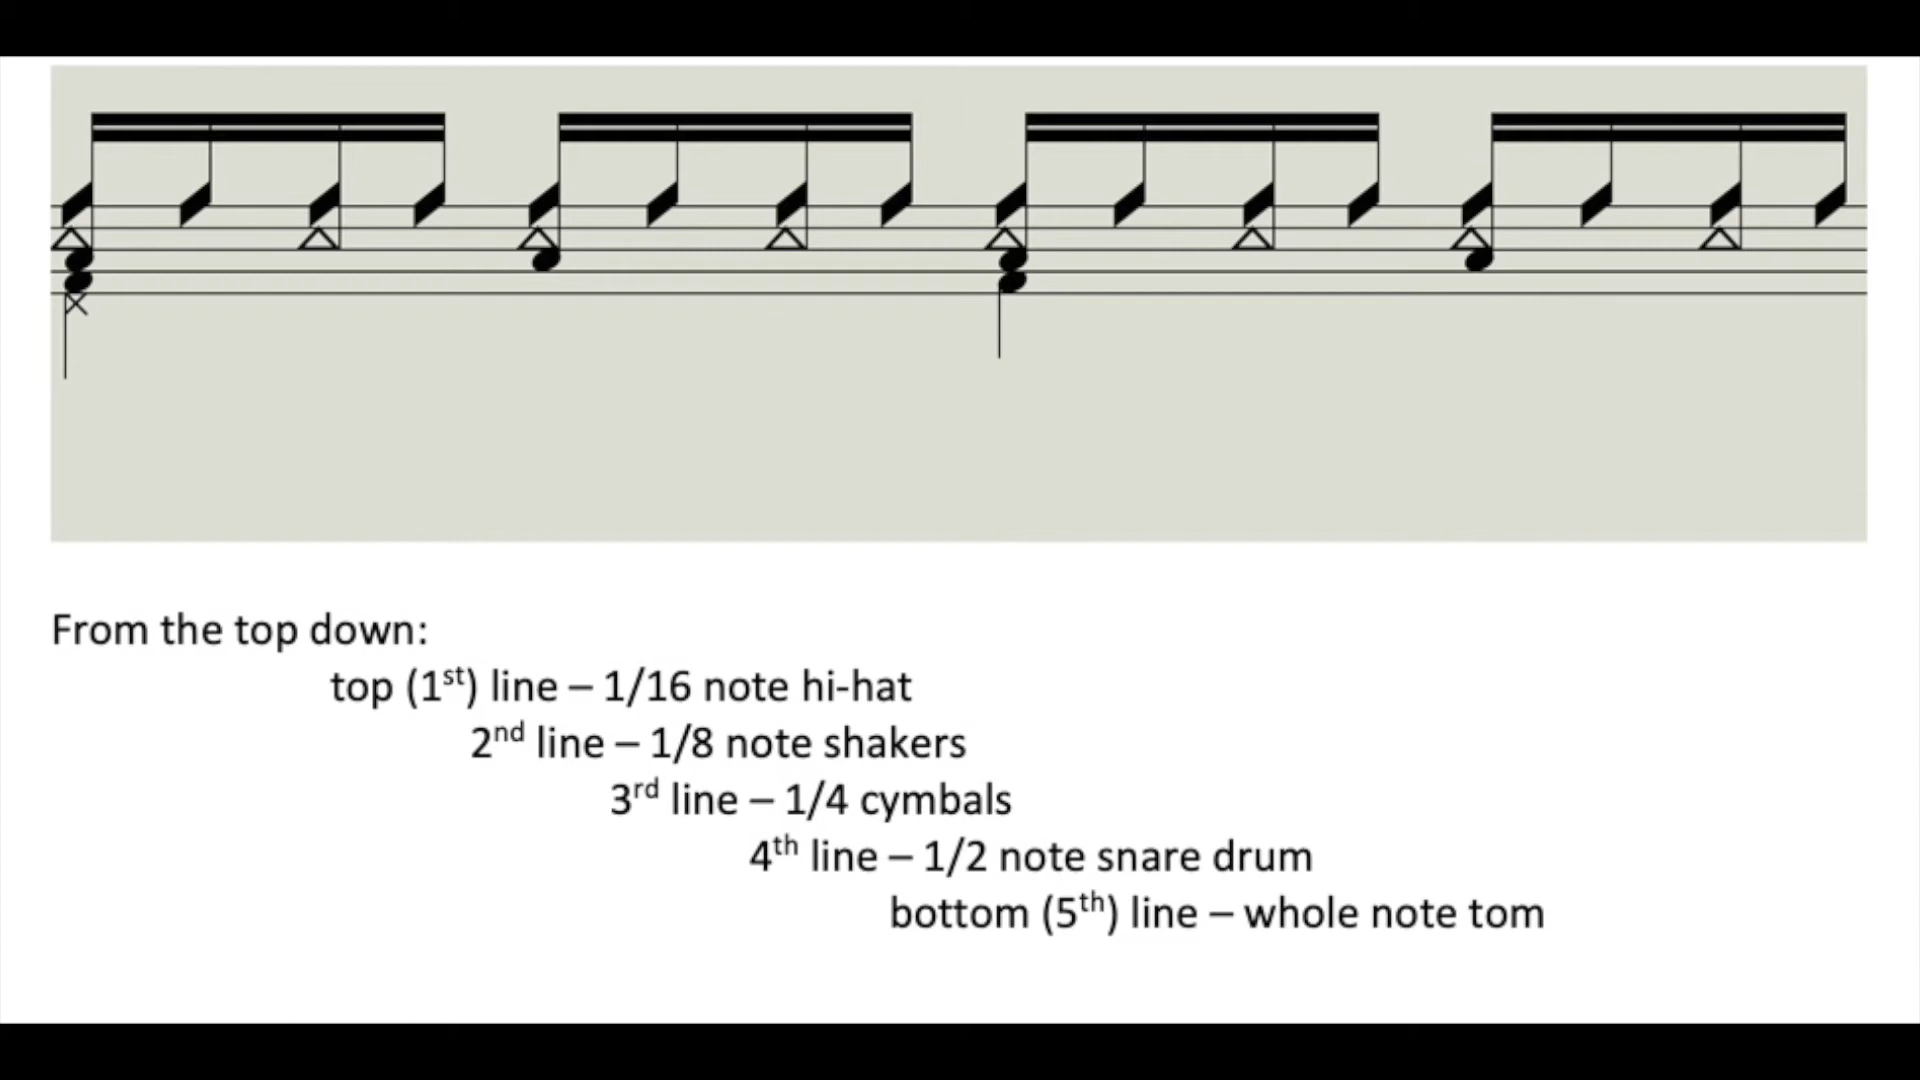 From the top down:
top (1st) line – 1/16 note hi-hat
2nd line – 1/8 note shakers
3rd line – 1/4 cymbals
4th line – 1/2 note snare drum
bottom (5th) line – whole note tom